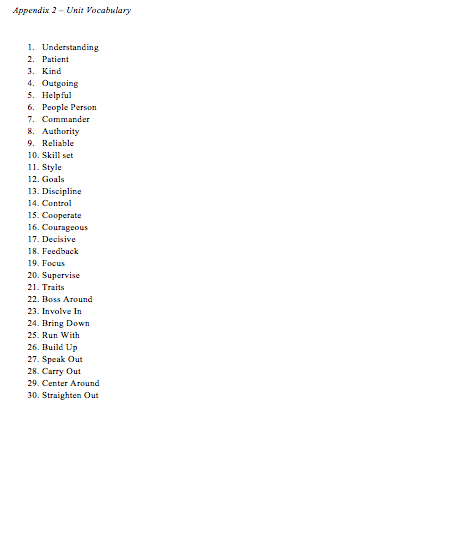 Appendix 2 – Unit Vocabulary
1. Understanding
2. Patient
3. Kind
4. Outgoing
5. Helpful
6. People Person
7. Commander
8. Authority
9. Reliable
10. Skill set
11. Style
12. Goals
13. Discipline
14. Control
15. Cooperate
16. Courageous
17. Decisive
18. Feedback
19. Focus
20. Supervise
21. Traits
22. Boss Around
23. Involve In
24. Bring Down
25. Run With
26. Build Up
27. Speak Out
28. Carry Out
29. Center Around
30. Straighten Out